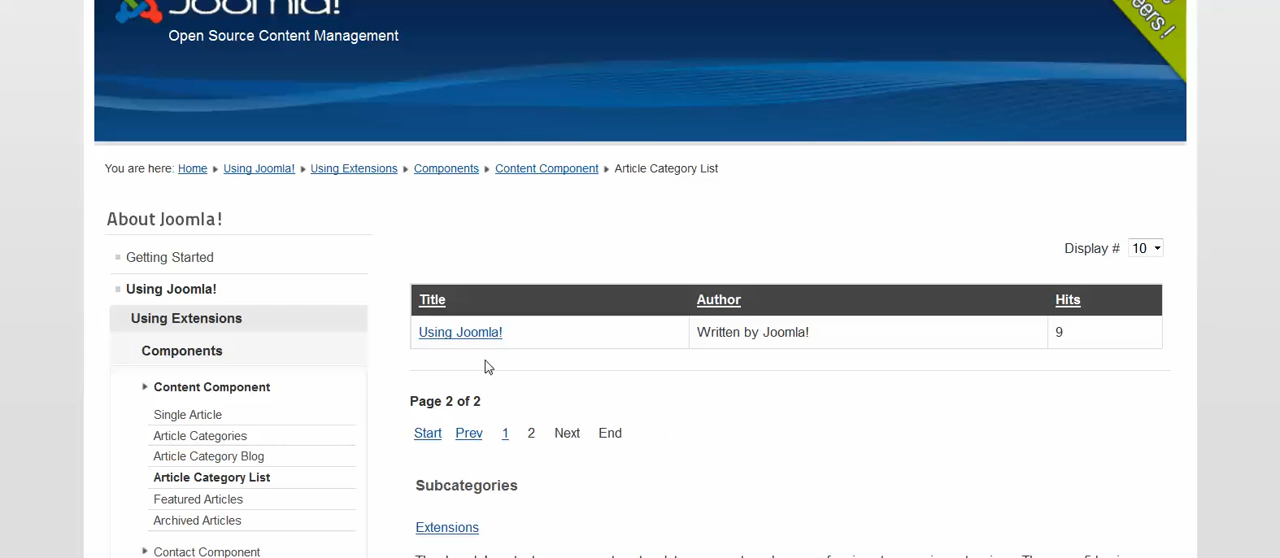 Joomla!
Open Source Content Management
eers !
You are here: Home Using Joomla! Using Extensions Components Content Component Article Category List
About Joomla!
Getting Started
Using Joomla!
Using Extensions
Components
Content Component
Single Article
Article Categories
Article Category Blog
Article Category List
Featured Articles
Archived Articles
Contact Component
Display # 10
Title Author Hits
Using Joomla! Written by Joomla! 9
Page 2 of 2
Start Prev 1 2 Next End
Subcategories
Extensions